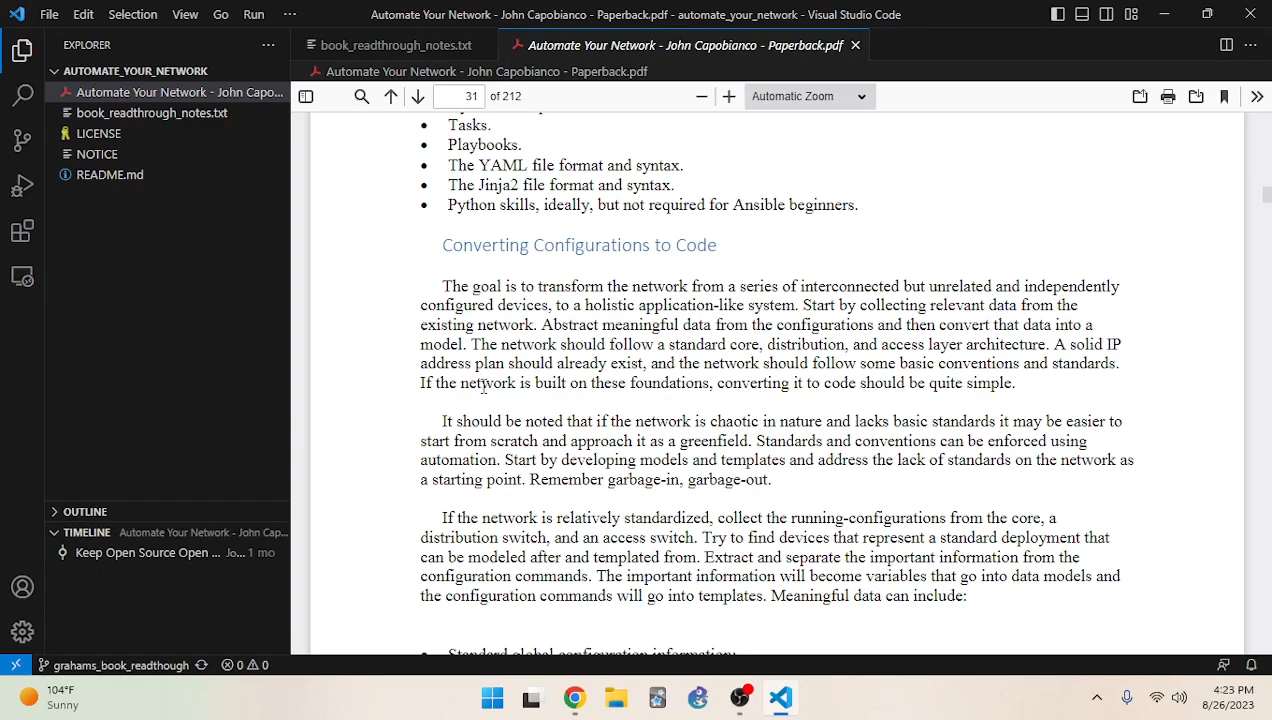 File Edit Selection View Go Run ··· Automate Your Network - John Capobianco - Paperback.pdf - automate_your_network - Visual Studio Code
EXPLORER ···
AUTOMATE_YOUR_NETWORK
Automate Your Network - John Capo...
book_readthrough_notes.txt
LICENSE
NOTICE
README.md
OUTLINE
TIMELINE Automate Your Network - John Cap...
Keep Open Source Open ... Jo... 1 mo
book_readthrough_notes.txt Automate Your Network - John Capobianco - Paperback.pdf
Automate Your Network - John Capobianco - Paperback.pdf
31 of 212 Automatic Zoom
• Tasks.
• Playbooks.
• The YAML file format and syntax.
• The Jinja2 file format and syntax.
• Python skills, ideally, but not required for Ansible beginners.
Converting Configurations to Code
The goal is to transform the network from a series of interconnected but unrelated and independently
configured devices, to a holistic application-like system. Start by collecting relevant data from the
existing network. Abstract meaningful data from the configurations and then convert that data into a
model. The network should follow a standard core, distribution, and access layer architecture. A solid IP
address plan should already exist, and the network should follow some basic conventions and standards.
If the network is built on these foundations, converting it to code should be quite simple.
It should be noted that if the network is chaotic in nature and lacks basic standards it may be easier to
start from scratch and approach it as a greenfield. Standards and conventions can be enforced using
automation. Start by developing models and templates and address the lack of standards on the network as
a starting point. Remember garbage-in, garbage-out.
If the network is relatively standardized, collect the running-configurations from the core, a
distribution switch, and an access switch. Try to find devices that represent a standard deployment that
can be modeled after and templated from. Extract and separate the important information from the
configuration commands. The important information will become variables that go into data models and
the configuration commands will go into templates. Meaningful data can include:
• Standard global configuration information:
grahams_book_readthough 0 0
104°F
Sunny
4:23 PM
8/26/2023